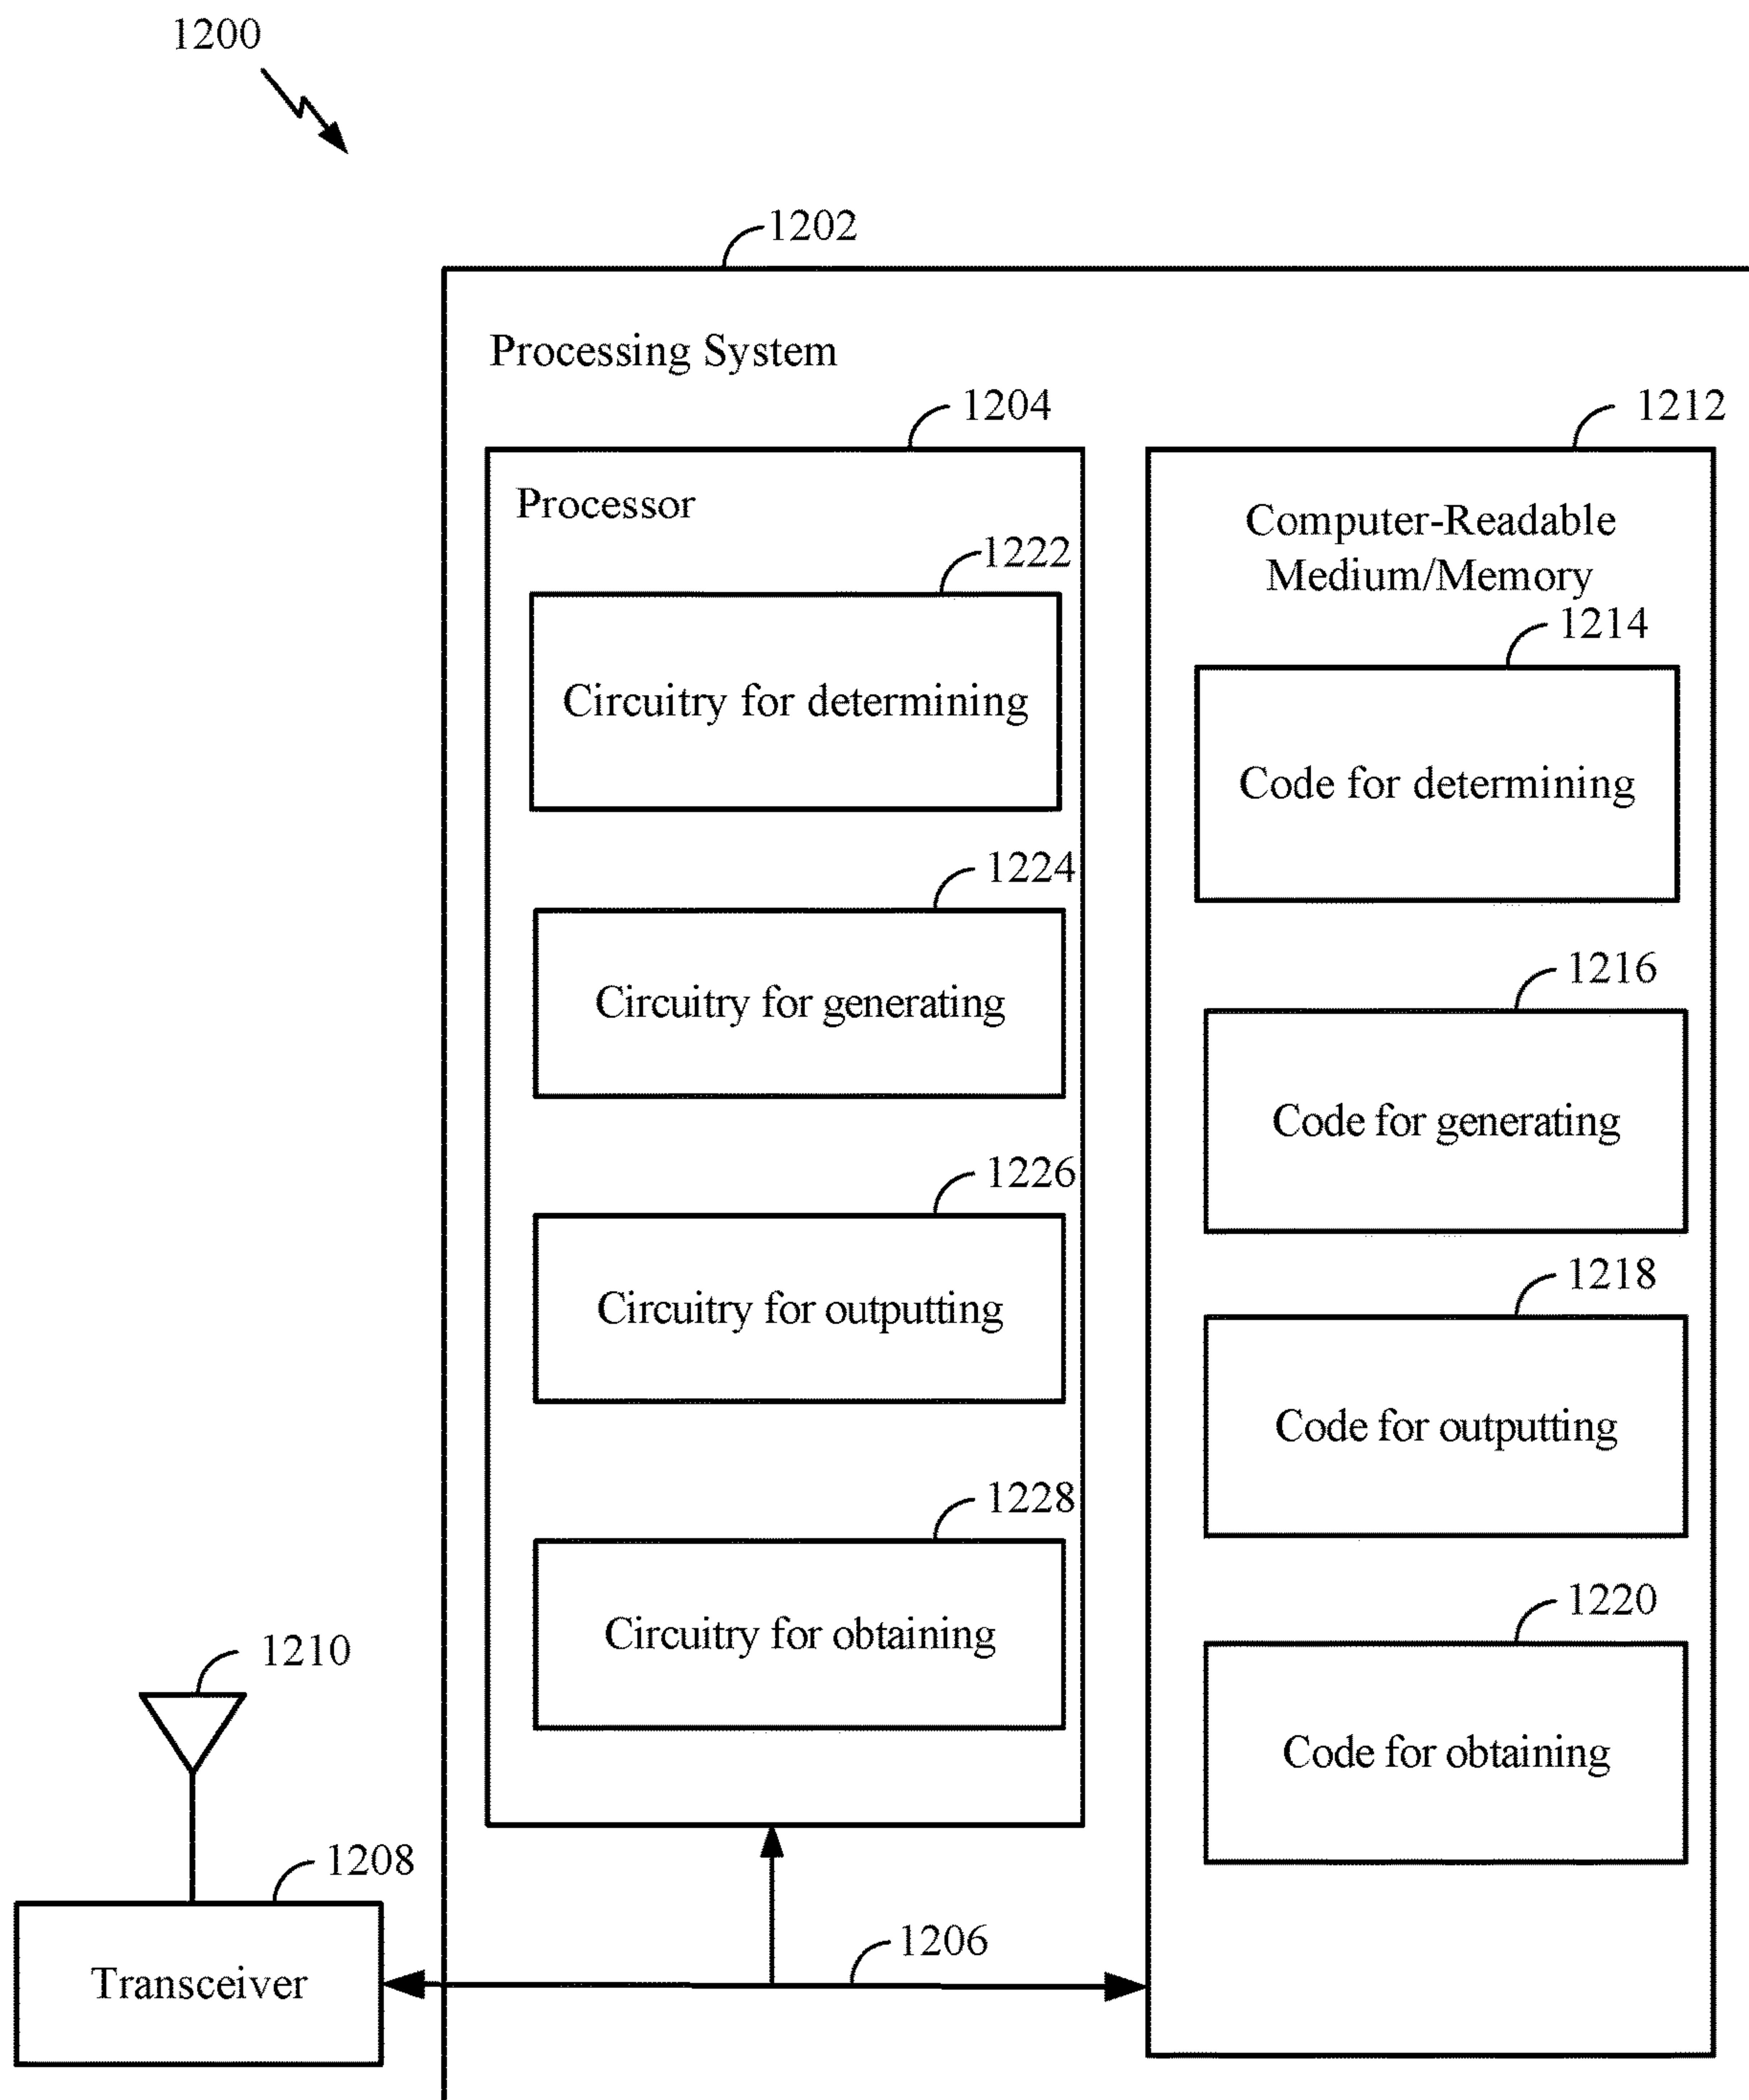 1200
1202
Processing System
1204
1212
Processor
Computer-Readable
Medium/Memory
1222
Circuitry for determining
1214
Code for determining
1224
Circuitry for generating
1216
Code for generating
1226
Circuitry for outputting
1218
Code for outputting
1228
Circuitry for obtaining
1220
Code for obtaining
1210
1208
Transceiver
1206